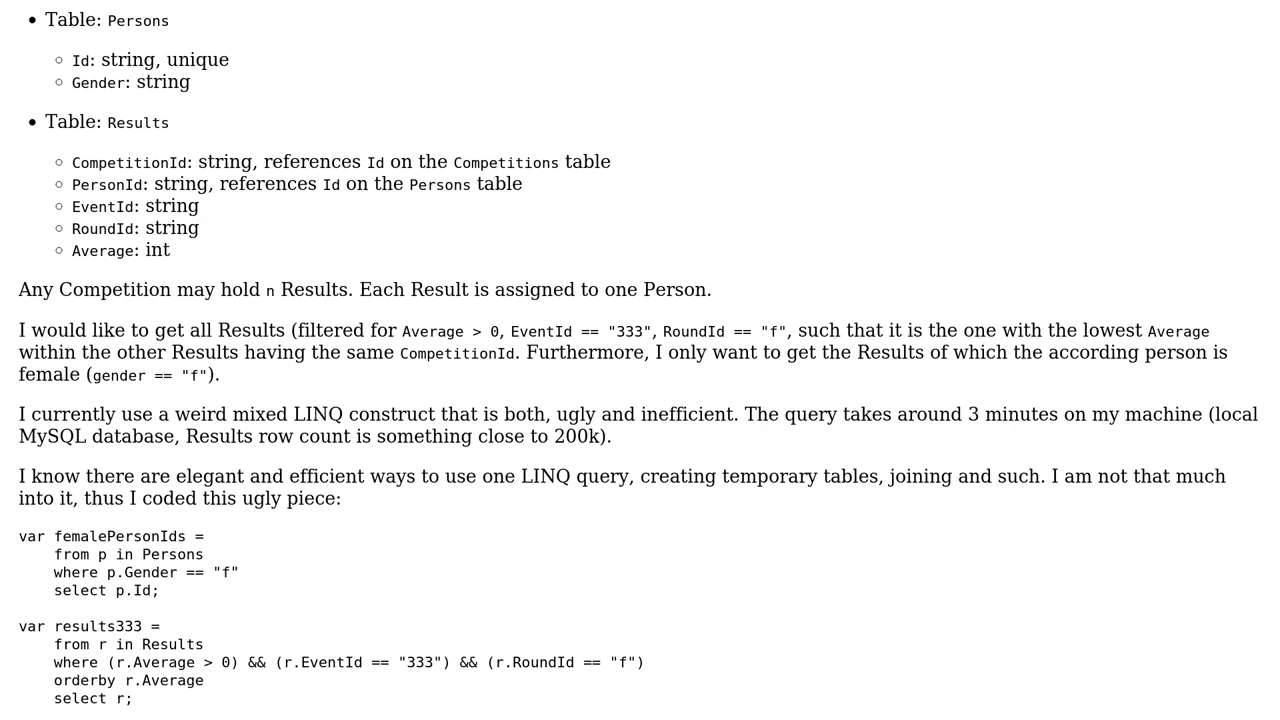 • Table: Persons
◦ Id: string, unique
◦ Gender: string
• Table: Results
◦ CompetitionId: string, references Id on the Competitions table
◦ PersonId: string, references Id on the Persons table
◦ EventId: string
◦ RoundId: string
◦ Average: int
Any Competition may hold n Results. Each Result is assigned to one Person.
I would like to get all Results (filtered for Average > 0, EventId == "333", RoundId == "f", such that it is the one with the lowest Average
within the other Results having the same CompetitionId. Furthermore, I only want to get the Results of which the according person is
female (gender == "f").
I currently use a weird mixed LINQ construct that is both, ugly and inefficient. The query takes around 3 minutes on my machine (local
MySQL database, Results row count is something close to 200k).
I know there are elegant and efficient ways to use one LINQ query, creating temporary tables, joining and such. I am not that much
into it, thus I coded this ugly piece:
var femalePersonIds =
    from p in Persons
    where p.Gender == "f"
    select p.Id;
var results333 =
    from r in Results
    where (r.Average > 0) && (r.EventId == "333") && (r.RoundId == "f")
    orderby r.Average
    select r;